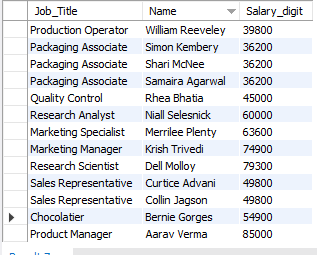 Job_Title Name Salary_digit
Production Operator William Reeveley 39800
Packaging Associate Simon Kembery 36200
Packaging Associate Shari McNee 36200
Packaging Associate Samaira Agarwal 36200
Quality Control Rhea Bhatia 45000
Research Analyst Niall Selesnick 60000
Marketing Specialist Merrilee Plenty 63600
Marketing Manager Krish Trivedi 74900
Research Scientist Dell Molloy 79300
Sales Representative Curtice Advani 49800
Sales Representative Collin Jagson 49800
Chocolatier Bernie Gorges 54900
Product Manager Aarav Verma 85000